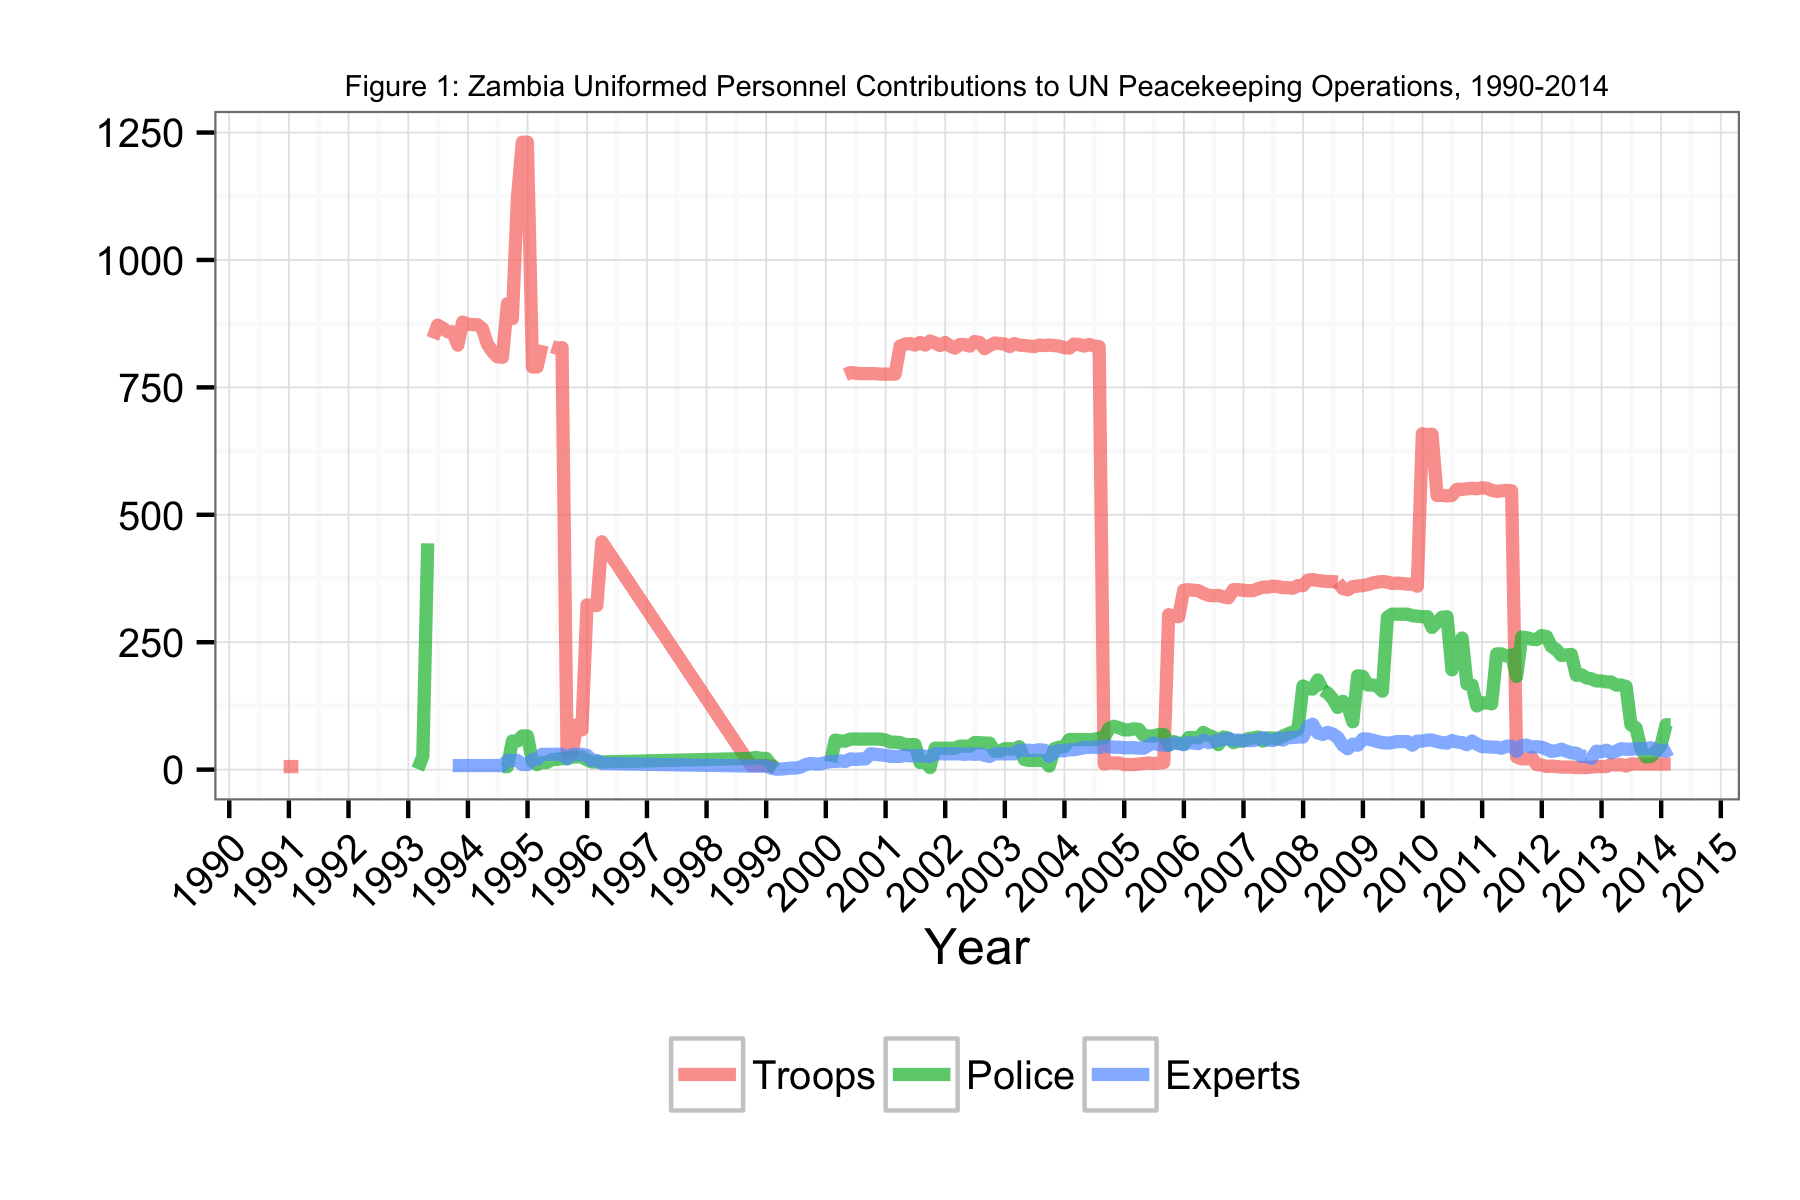 Figure 1: Zambia Uniformed Personnel Contributions to UN Peacekeeping Operations, 1990-2014
1250
1000
750
500
250
0
1990 1991 1992 1993 1994 1995 1996 1997 1998 1999 2000 2001 2002 2003 2004 2005 2006 2007 2008 2009 2010 2011 2012 2013 2014 2015
Year
Troops Police Experts